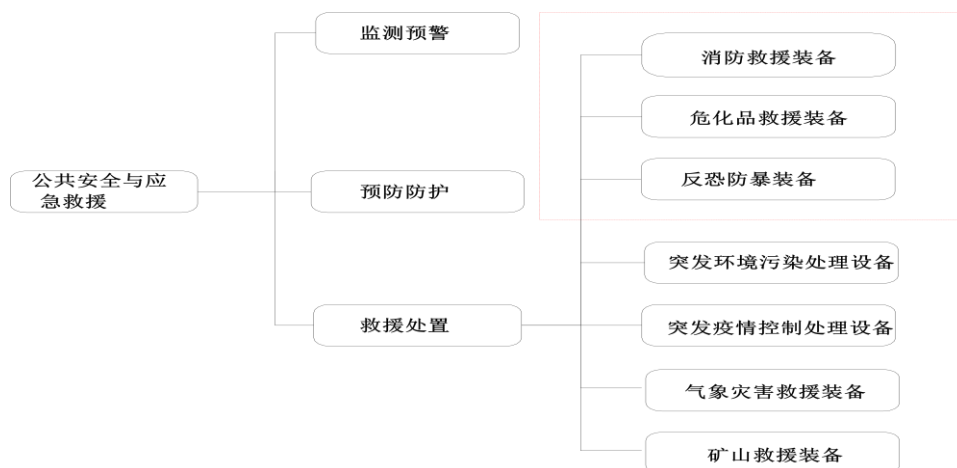 监测预警
消防救援装备
危化品救援装备
公共安全与应
急救援
预防防护
反恐防暴装备
突发环境污染处理设备
救援处置
突发疫情控制处理设备
气象灾害救援装备
矿山救援装备